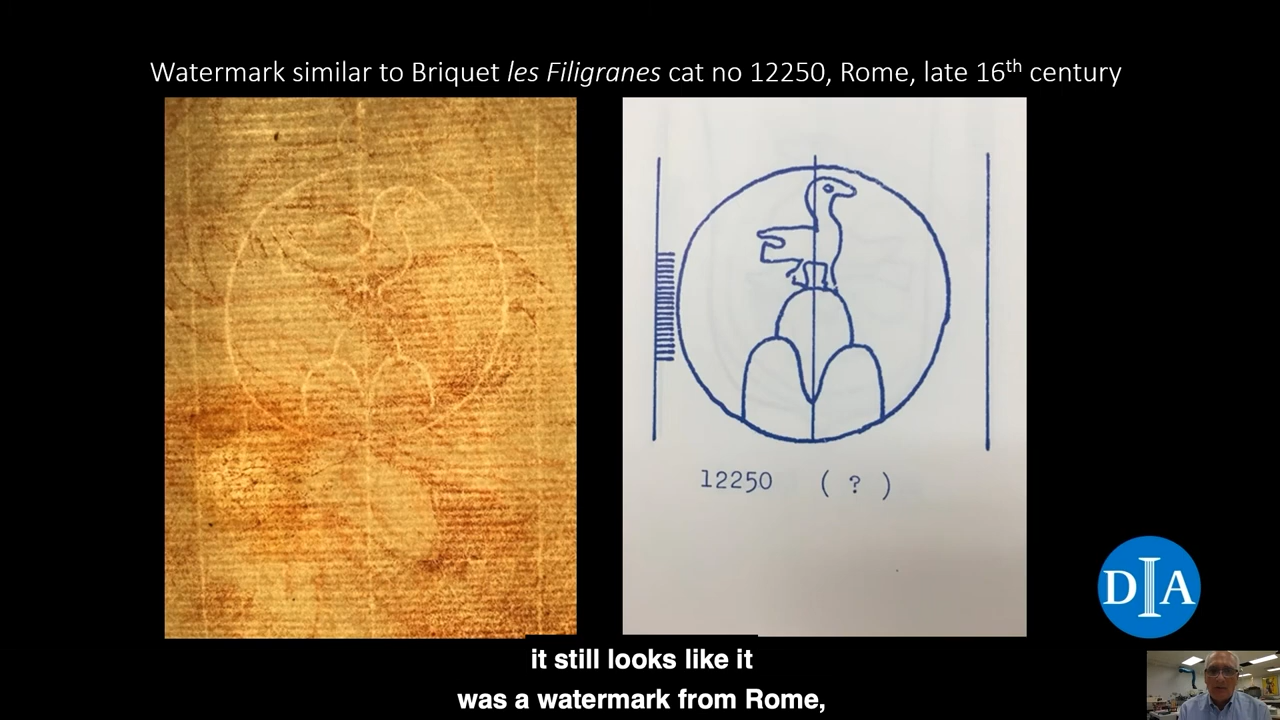 Watermark similar to Briquet les Filigranes cat no 12250, Rome, late 16th century
12250 ( ? )
DIA
it still looks like it
was a watermark from Rome,